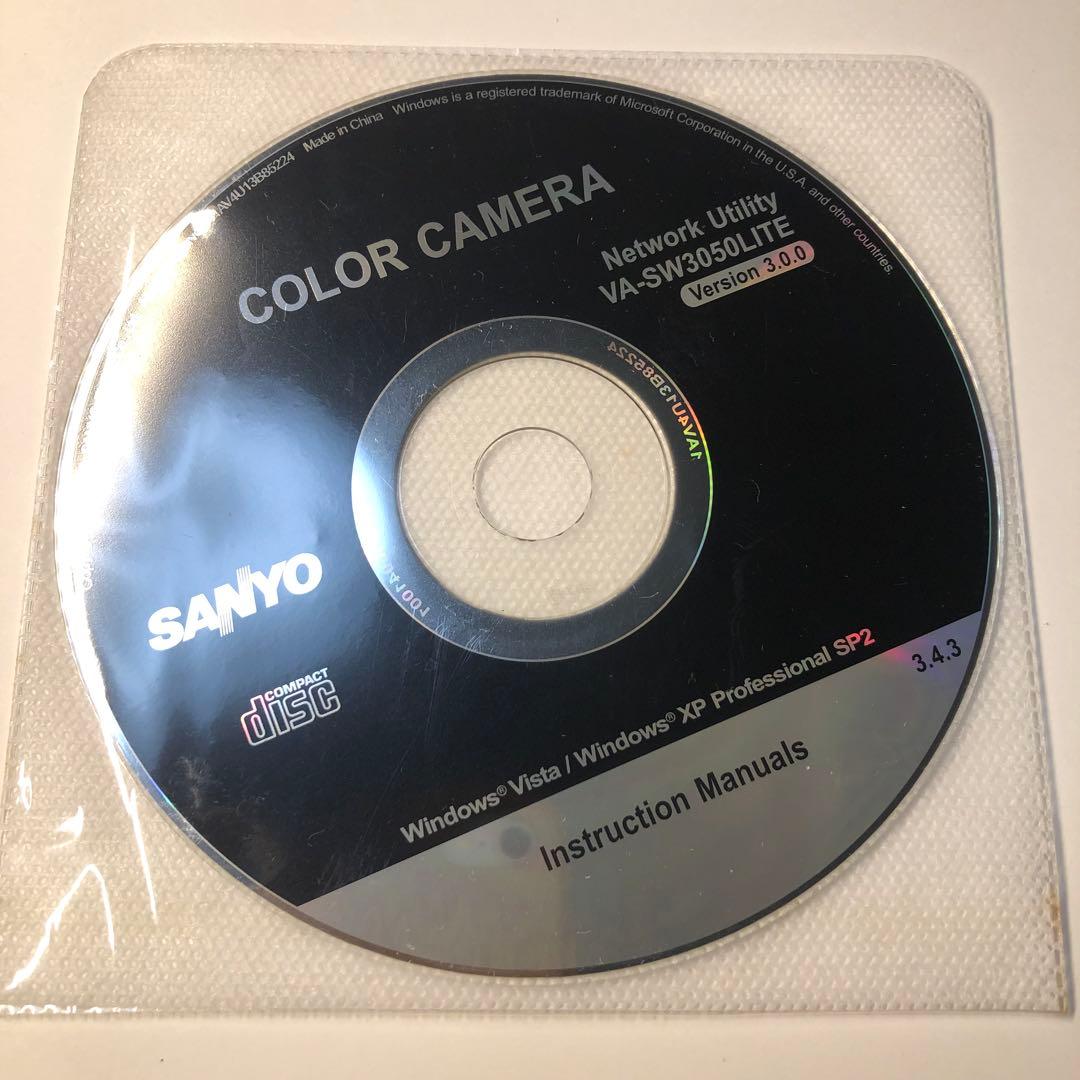 1AV4U13B85224 Made in China Windows is a registered trademark of Microsoft Corporation in the U.S.A. and other countries.
COLOR CAMERA
Network Utility
VA-SW3050LITE
Version 3.0.0
1AV4U13B85224
SANYO
COMPACT
disc
Windows® Vista / Windows® XP Professional SP2
3.4.3
Instruction Manuals